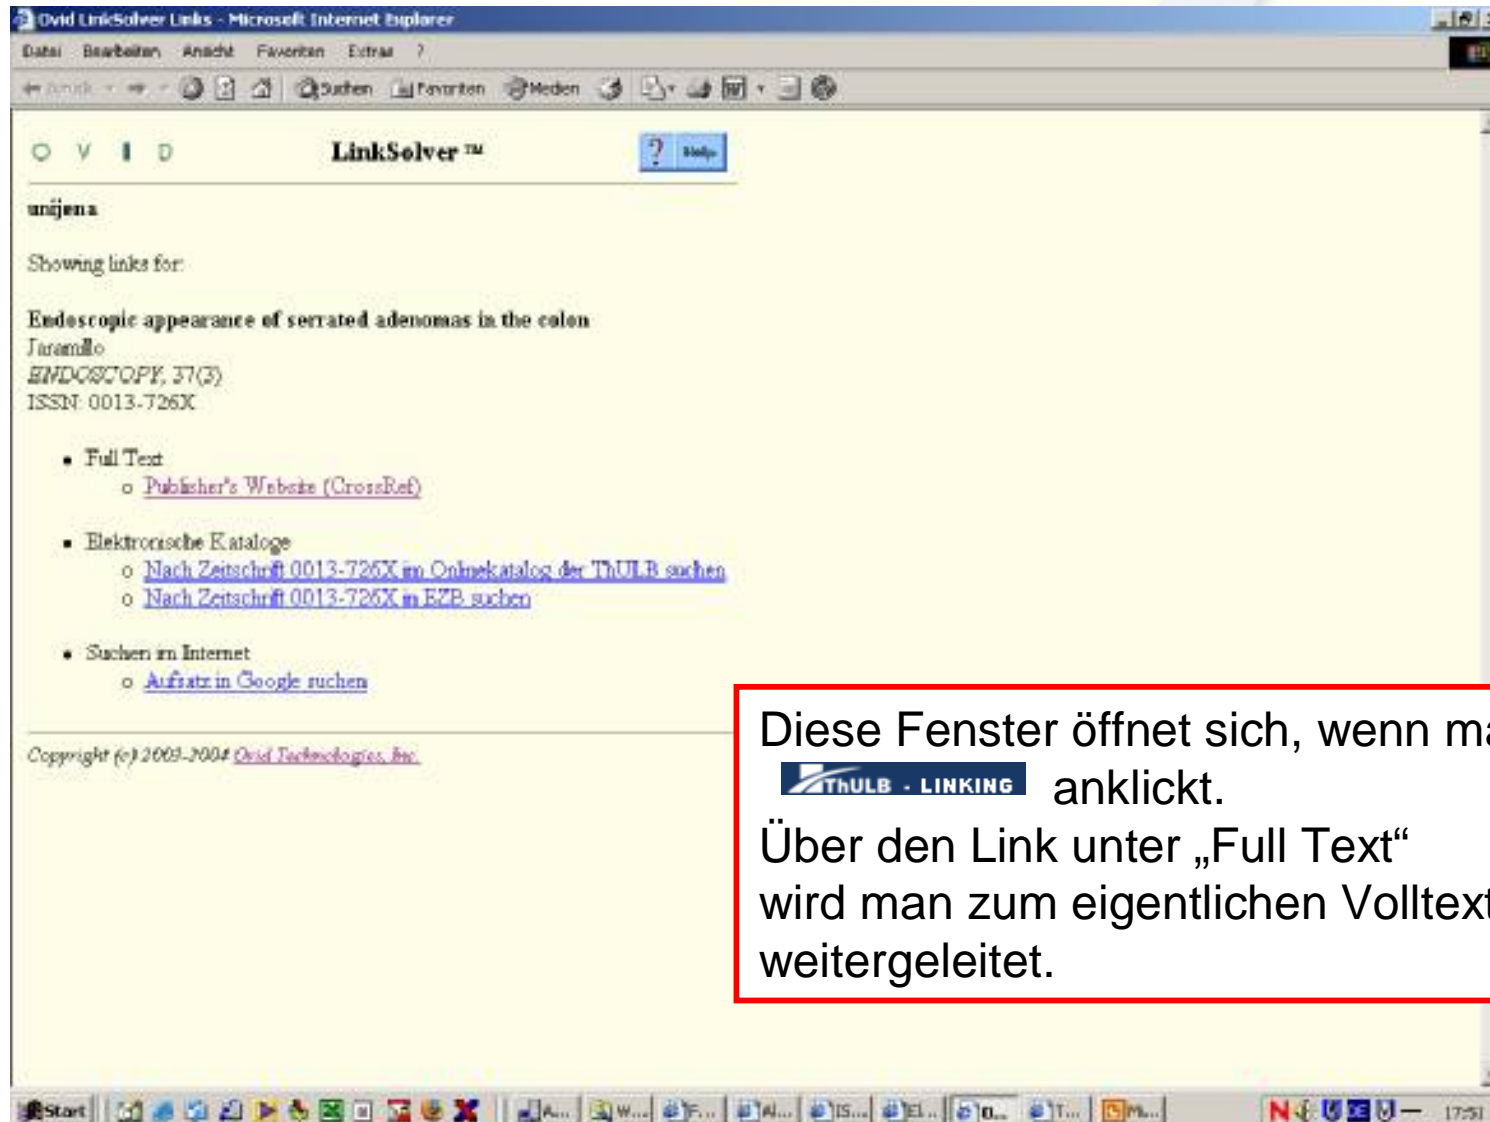 Ovid LinkSolver Links - Microsoft Internet Explorer
Datei Bearbeiten Ansicht Favoriten Extras ?
Zurück Suchen Favoriten Medien
O V I D LinkSolver ™ ? Help
unijena
Showing links for:
Endoscopic appearance of serrated adenomas in the colon
Jaramillo
ENDOSCOPY, 37(3)
ISSN: 0013-726X
Full Text
Publisher's Website (CrossRef)
Elektronische Kataloge
Nach Zeitschrift 0013-726X im Onlinekatalog der ThULB suchen
Nach Zeitschrift 0013-726X in EZB suchen
Suchen im Internet
Aufsatz in Google suchen
Copyright (c) 2003-2004 Ovid Technologies, Inc.
Diese Fenster öffnet sich, wenn ma
ThULB - LINKING anklickt.
Über den Link unter „Full Text“
wird man zum eigentlichen Volltext
weitergeleitet.
Start A... W... F... Al... IS... El... O... T... M... N DE 17:51